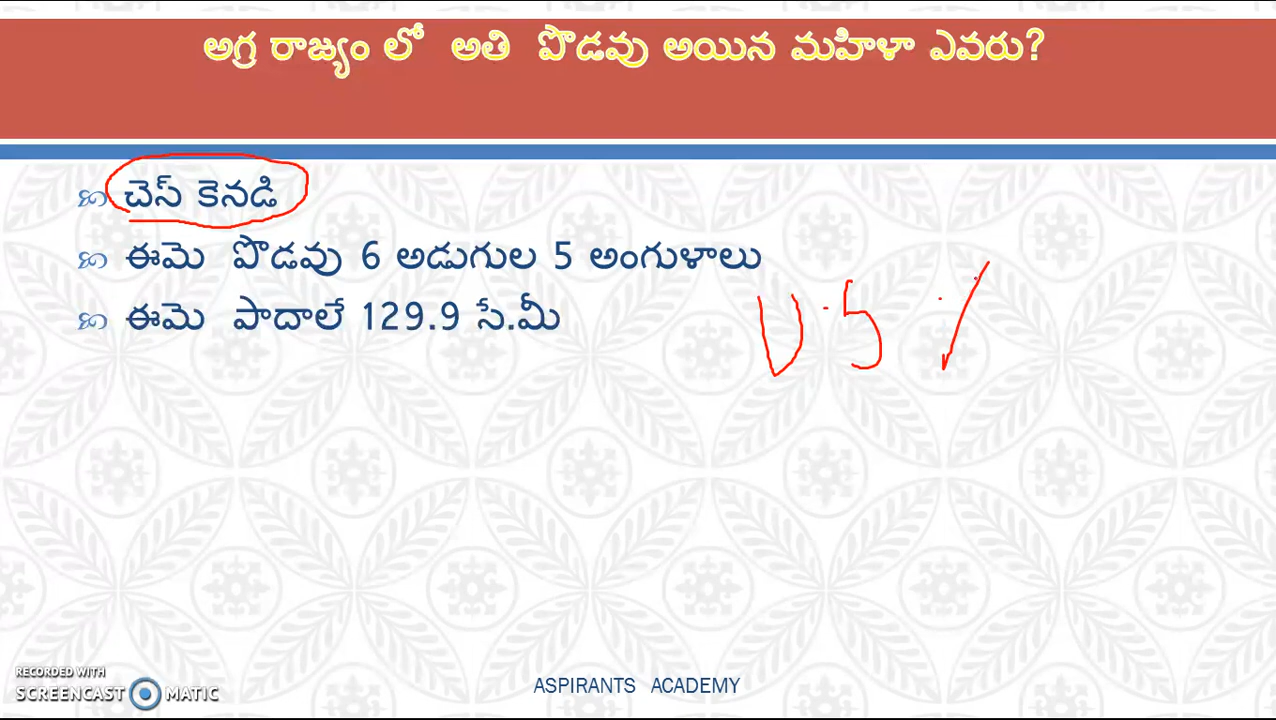 అగ్ర రాజ్యం లో అతి పొడవు అయిన మహిళా ఎవరు?
చెస్ కెనడి
ఈమె పొడవు 6 అడుగుల 5 అంగుళాలు
ఈమె పాదాలే 129.9 సే.మీ
U.S.
RECORDED WITH
SCREENCAST MATIC
ASPIRANTS ACADEMY